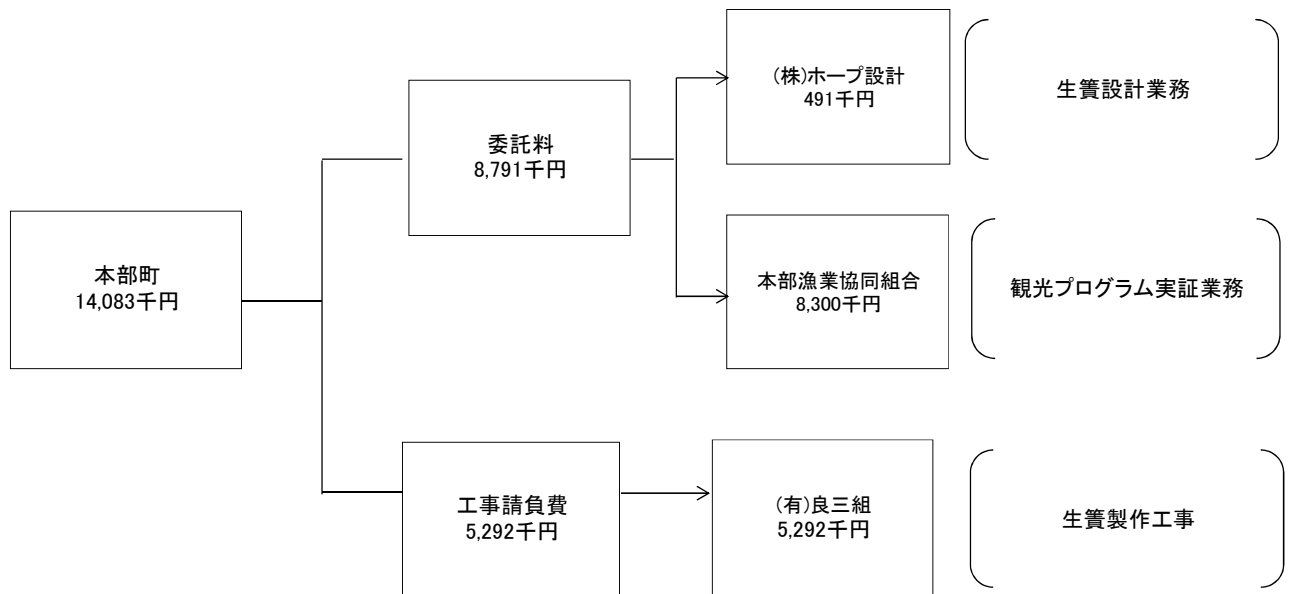 本部町
14,083千円
委託料
8,791千円
(株)ホープ設計
491千円
生簀設計業務
本部漁業協同組合
8,300千円
観光プログラム実証業務
工事請負費
5,292千円
(有)良三組
5,292千円
生簀製作工事